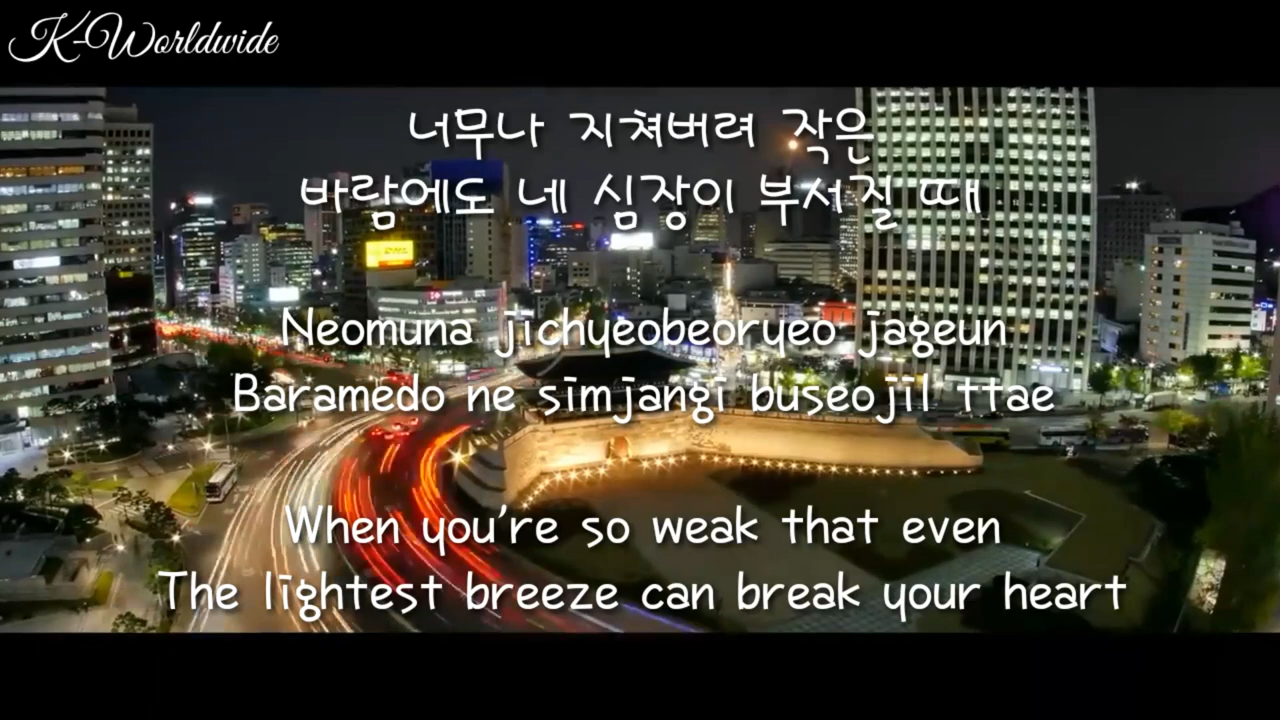 K-Worldwide
너무나 지쳐버려 작은
바람에도 네 심장이 부서질 때
Neomuna jichyeobeoryeo jageun
Baramedo ne simjangi buseojil ttae
When you're so weak that even
The lightest breeze can break your heart